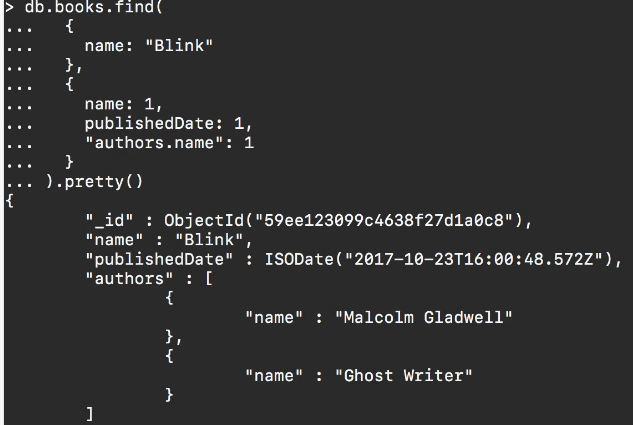 > db.books.find(
...   {
...     name: "Blink"
...   },
...   {
...     name: 1,
...     publishedDate: 1,
...     "authors.name": 1
...   }
... ).pretty()
{
        "_id" : ObjectId("59ee123099c4638f27d1a0c8"),
        "name" : "Blink",
        "publishedDate" : ISODate("2017-10-23T16:00:48.572Z"),
        "authors" : [
                {
                        "name" : "Malcolm Gladwell"
                },
                {
                        "name" : "Ghost Writer"
                }
        ]